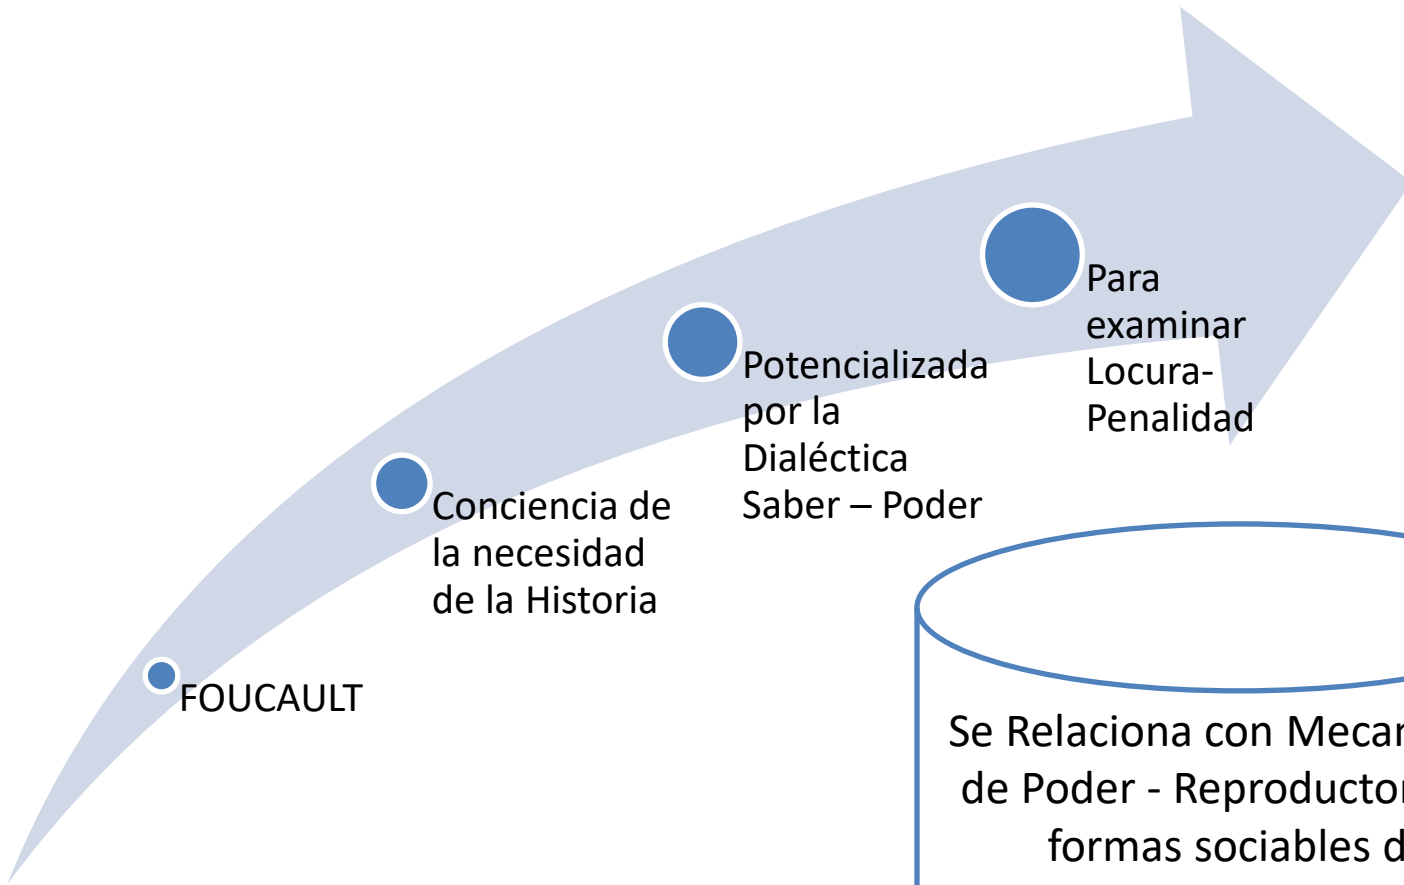 FOUCAULT
Conciencia de
la necesidad
de la Historia
Potencializada
por la
Dialéctica
Saber – Poder
Para
examinar
Locura-
Penalidad
Se Relaciona con
de Poder -
formas sociables